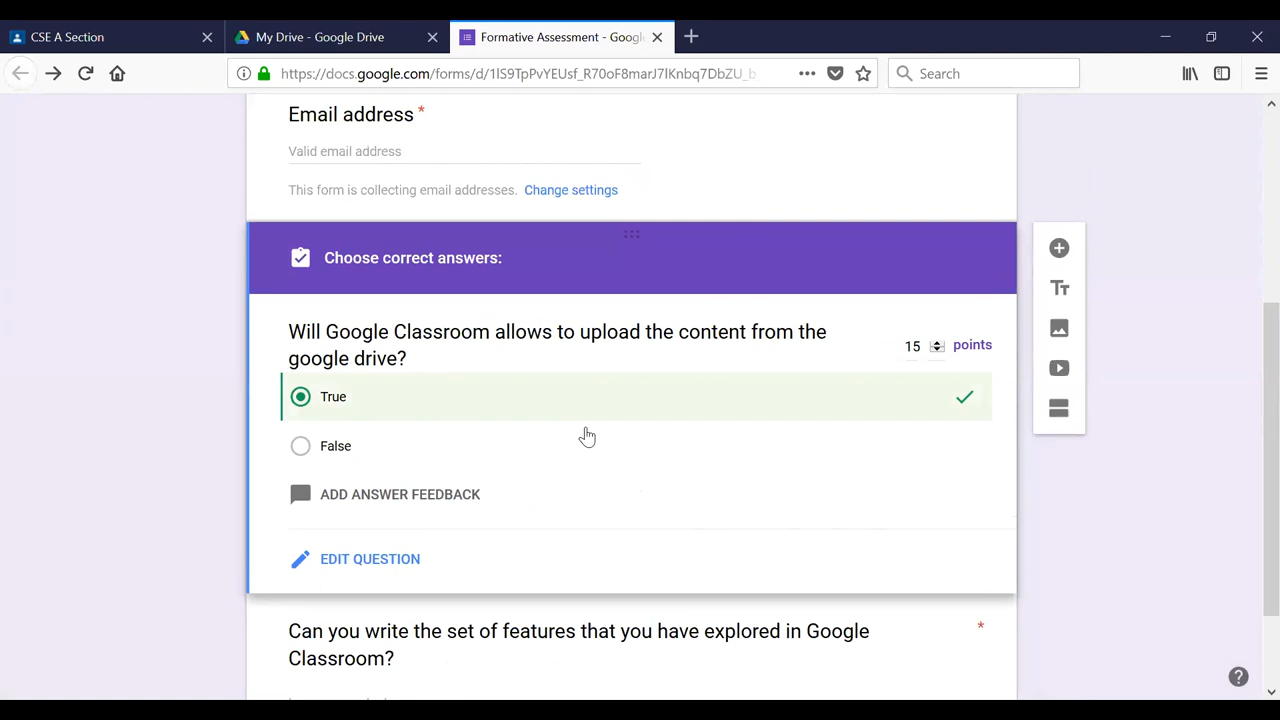 CSE A Section
My Drive - Google Drive
Formative Assessment - Googl
https://docs.google.com/forms/d/1lS9TpPvYEUsf_R70oF8marJ7lKnbq7DbZU_b
Search
Email address *
Valid email address
This form is collecting email addresses. Change settings
Choose correct answers:
Will Google Classroom allows to upload the content from the
google drive?
15 points
True
False
ADD ANSWER FEEDBACK
EDIT QUESTION
Can you write the set of features that you have explored in Google *
Classroom?